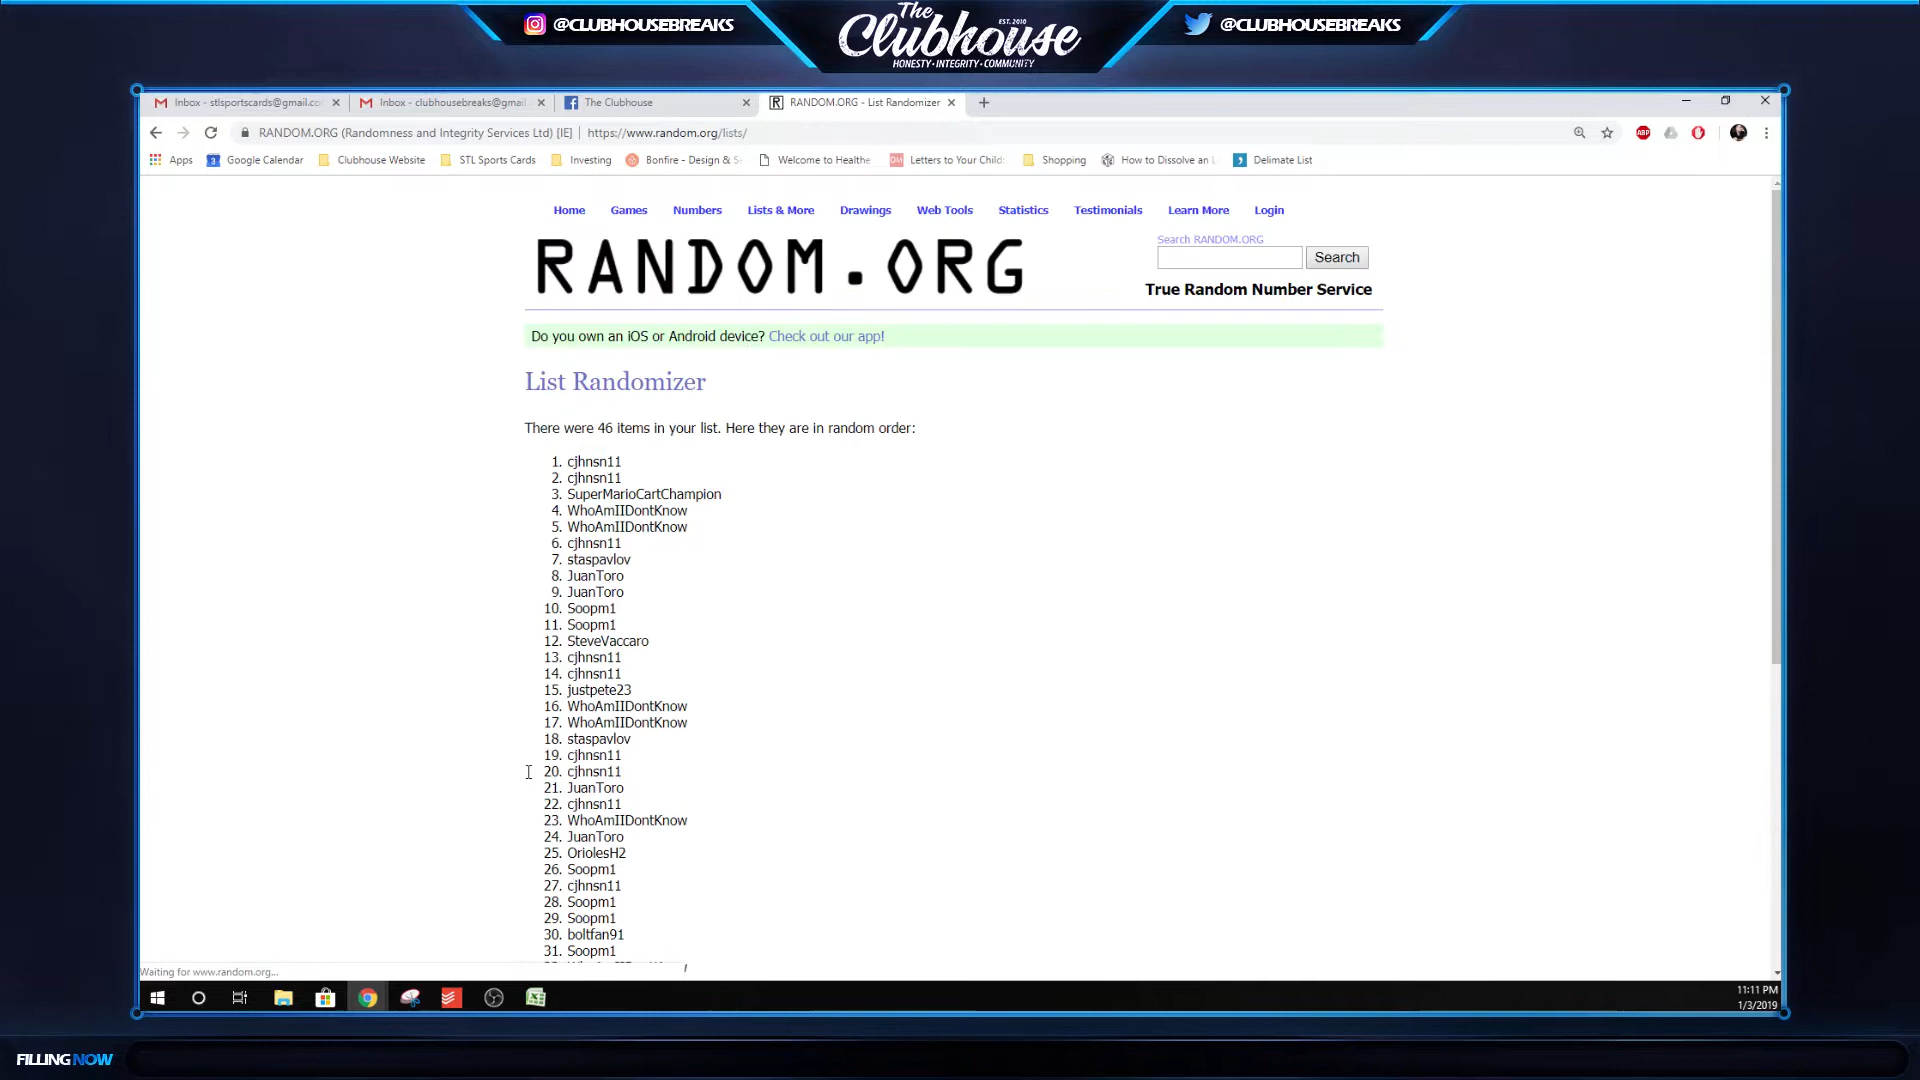 @CLUBHOUSEBREAKS
The
Clubhouse
EST. 2010
HONESTY • INTEGRITY • COMMUNITY
@CLUBHOUSEBREAKS
Inbox - stlsportscards@gmail.co
Inbox - clubhousebreaks@gmail
The Clubhouse
RANDOM.ORG - List Randomizer
RANDOM.ORG (Randomness and Integrity Services Ltd) [IE] | https://www.random.org/lists/
Apps Google Calendar Clubhouse Website STL Sports Cards Investing Bonfire - Design & S Welcome to Healthe Letters to Your Child Shopping How to Dissolve an Delimate List
Home Games Numbers Lists & More Drawings Web Tools Statistics Testimonials Learn More Login
RANDOM.ORG
Search RANDOM.ORG
Search
True Random Number Service
Do you own an iOS or Android device? Check out our app!
List Randomizer
There were 46 items in your list. Here they are in random order:
1. cjhnsn11
2. cjhnsn11
3. SuperMarioCartChampion
4. WhoAmIIDontKnow
5. WhoAmIIDontKnow
6. cjhnsn11
7. staspavlov
8. JuanToro
9. JuanToro
10. Soopm1
11. Soopm1
12. SteveVaccaro
13. cjhnsn11
14. cjhnsn11
15. justpete23
16. WhoAmIIDontKnow
17. WhoAmIIDontKnow
18. staspavlov
19. cjhnsn11
20. cjhnsn11
21. JuanToro
22. cjhnsn11
23. WhoAmIIDontKnow
24. JuanToro
25. OriolesH2
26. Soopm1
27. cjhnsn11
28. Soopm1
29. Soopm1
30. boltfan91
31. Soopm1
Waiting for www.random.org...
11:11 PM
1/3/2019
FILLING NOW